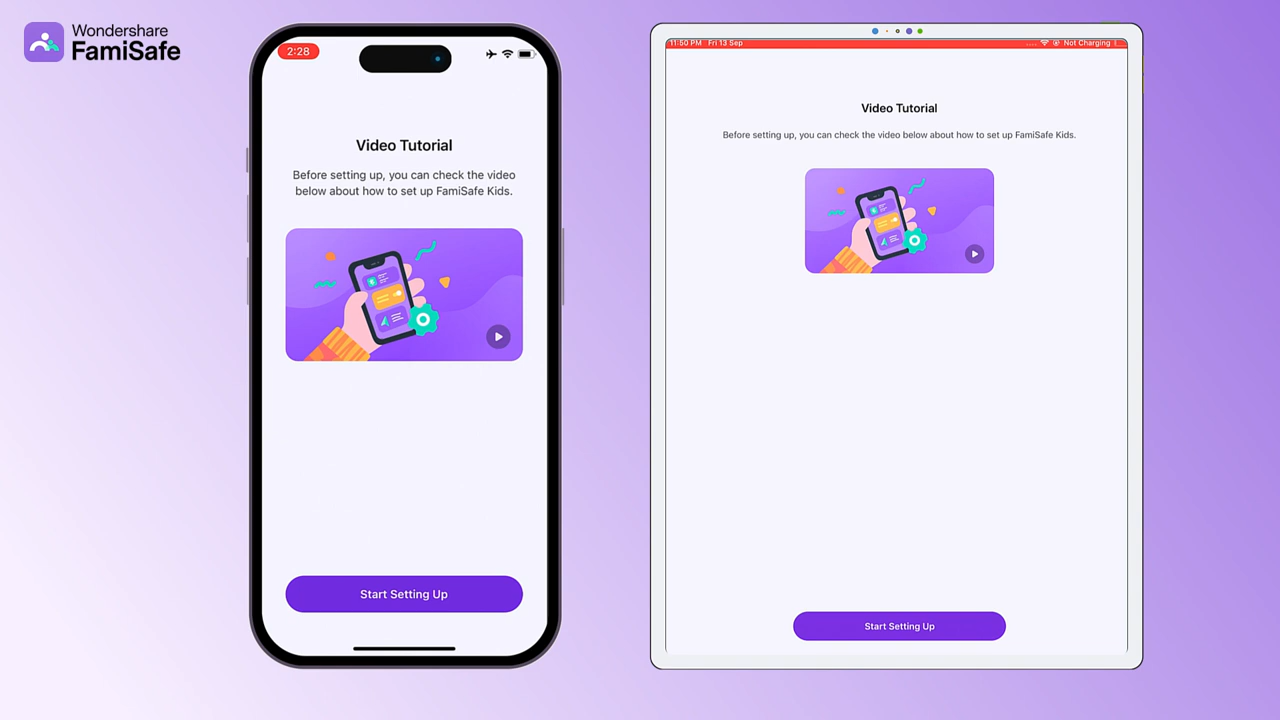 Wondershare
FamiSafe
2:28
Video Tutorial
Before setting up, you can check the video
below about how to set up FamiSafe Kids.
Start Setting Up
11:50 PM Fri 13 Sep
Not Charging
Video Tutorial
Before setting up, you can check the video below about how to set up FamiSafe Kids.
Start Setting Up